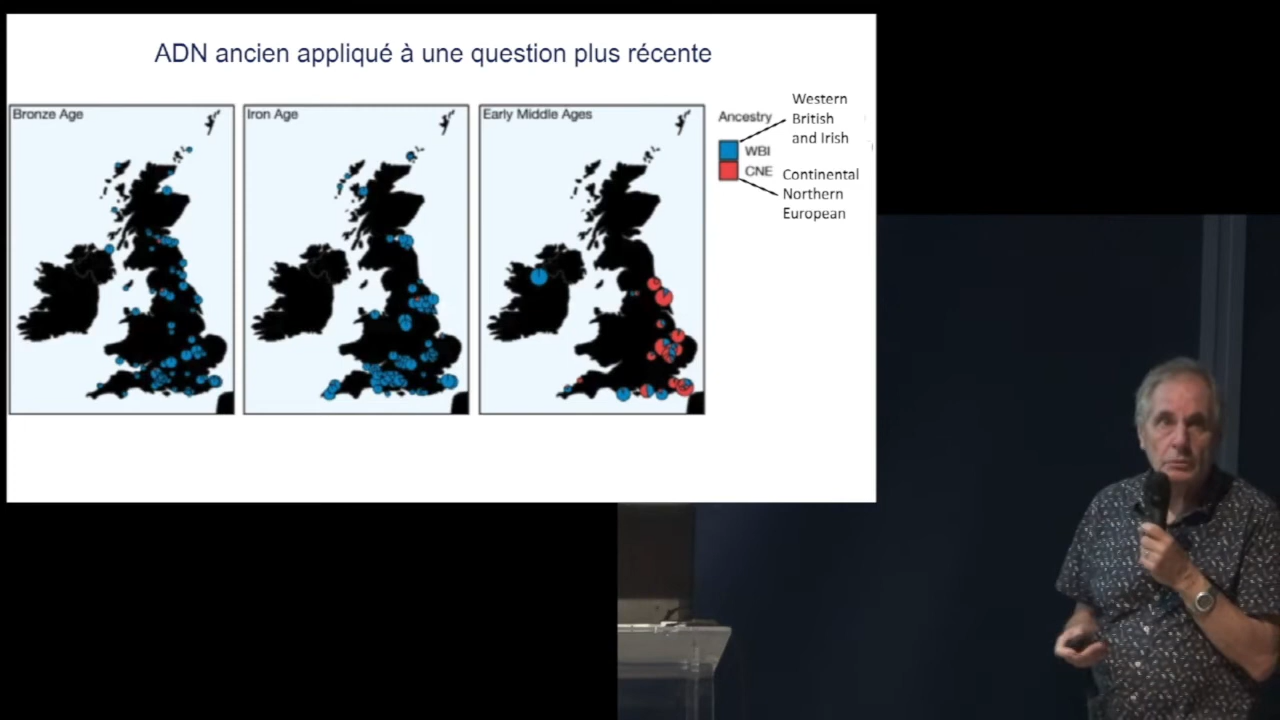 ADN ancien appliqué à une question plus récente
Bronze Age
Iron Age
Early Middle Ages
Ancestry
WBI
CNE
Western
British
and Irish
Continental
Northern
European